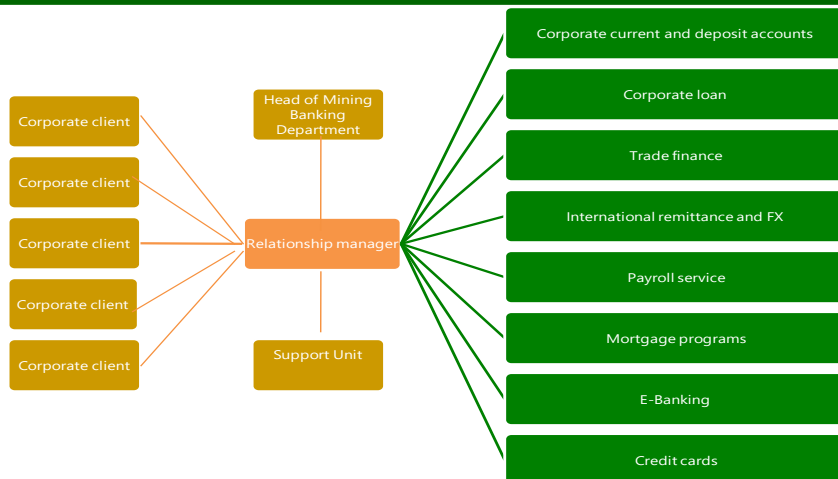 Corporate client
Corporate client
Corporate client
Corporate client
Corporate client
Head of Mining
Banking
Department
Relationship manager
Support Unit
Corporate current and deposit accounts
Corporate loan
Trade finance
International remittance and FX
Payroll service
Mortgage programs
E-Banking
Credit cards